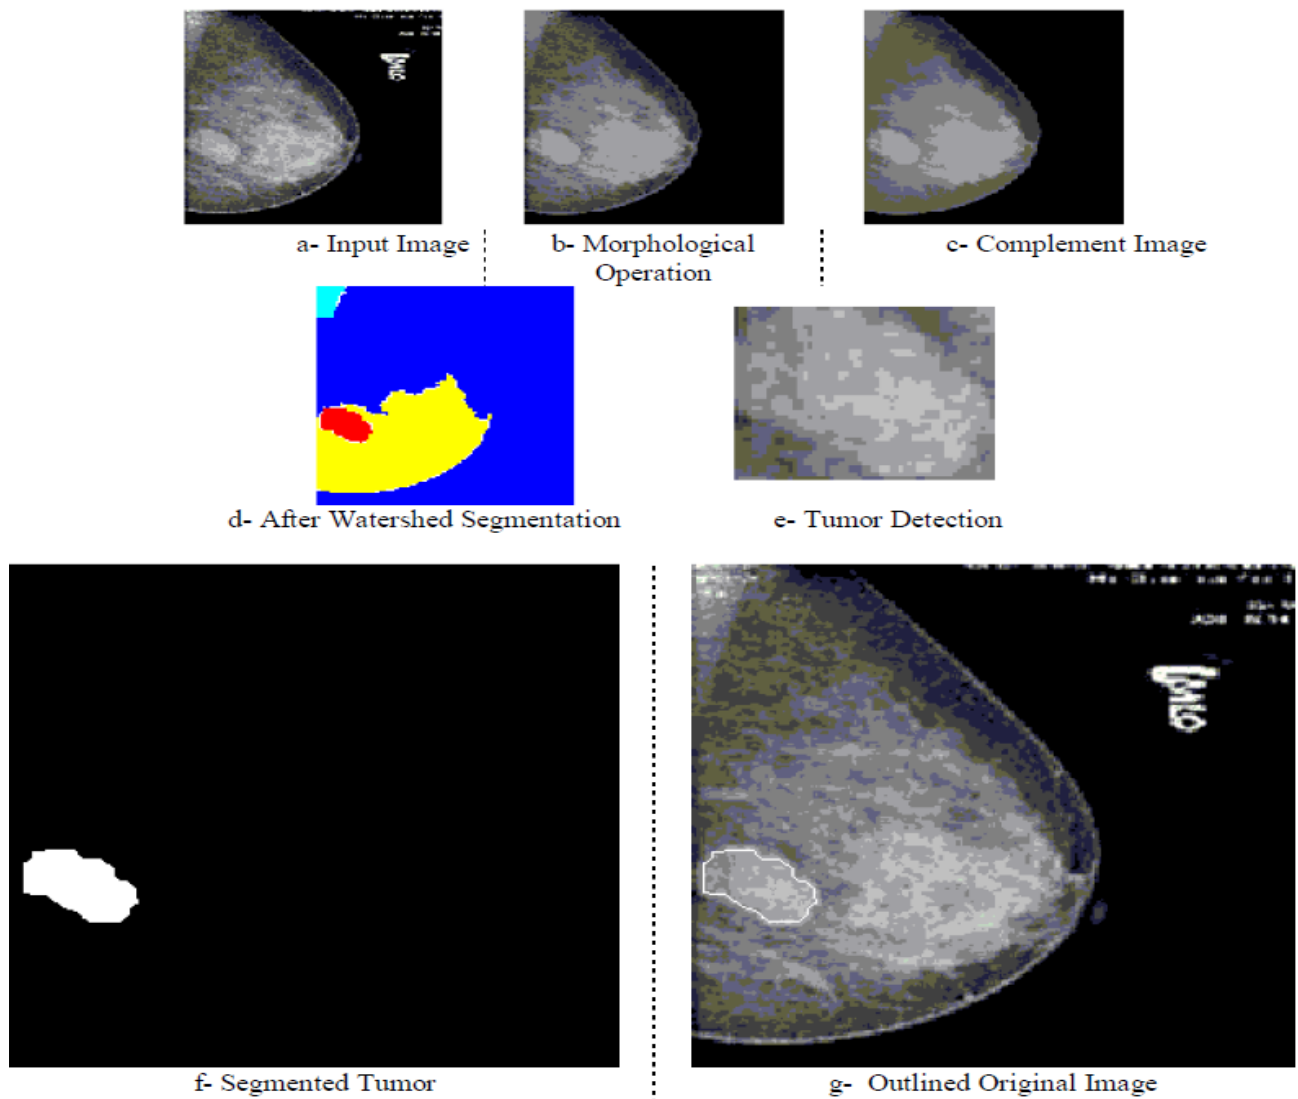 a- Input Image
b- Morphological
Operation
c- Complement Image
d- After Watershed Segmentation
e- Tumor Detection
f- Segmented Tumor
g- Outlined Original Image